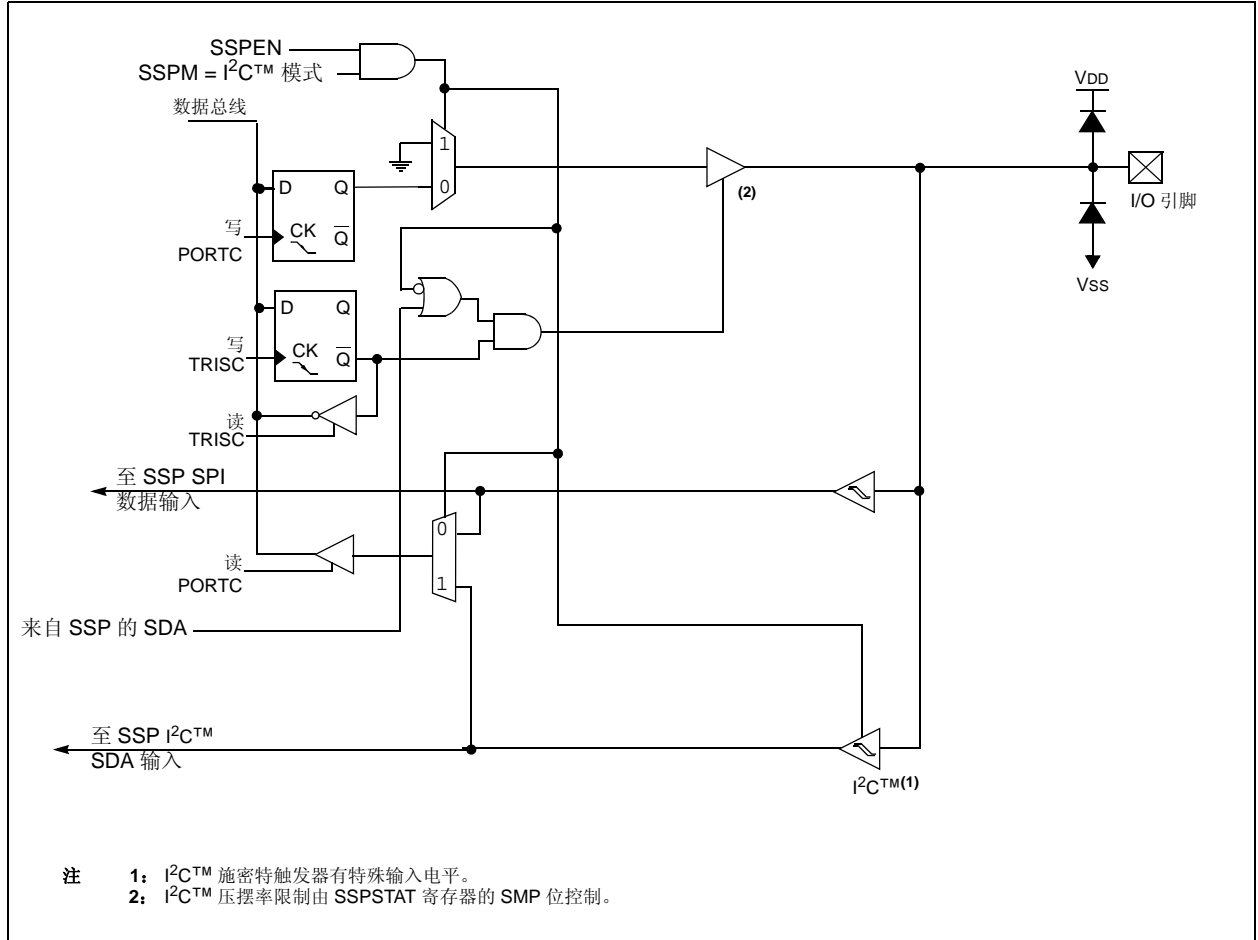 SSPEN
SSPM = I²C™ 模式
数据总线
VDD
1
0
I/O 引脚
(2)
D Q
CK Q̅
写
PORTC
VSS
D Q
CK Q̅
写
TRISC
读
TRISC
至 SSP SPI
数据输入
0
1
读
PORTC
来自 SSP 的 SDA
至 SSP I²C™
SDA 输入
I²C™(1)
注 1： I²C™ 施密特触发器有特殊输入电平。
2： I²C™ 压摆率限制由 SSPSTAT 寄存器的 SMP 位控制。